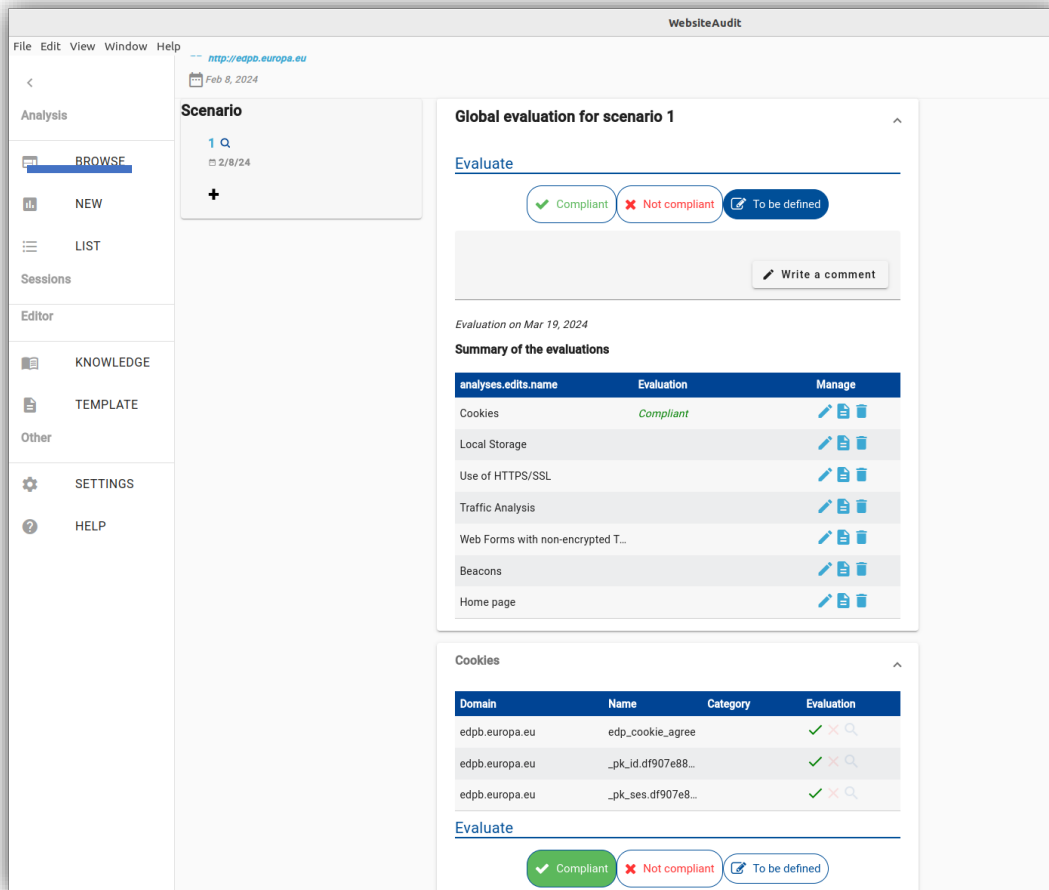 WebsiteAudit
File Edit View Window Help
http://edpb.europa.eu
Feb 8, 2024
Analysis
BROWSE
NEW
LIST
Sessions
Editor
KNOWLEDGE
TEMPLATE
Other
SETTINGS
HELP
Scenario
1
2/8/24
+
Global evaluation for scenario 1
Evaluate
Compliant Not compliant To be defined
Write a comment
Evaluation on Mar 19, 2024
Summary of the evaluations
analyses.edits.name Evaluation Manage
Cookies Compliant
Local Storage
Use of HTTPS/SSL
Traffic Analysis
Web Forms with non-encrypted T...
Beacons
Home page
Cookies
Domain Name Category Evaluation
edpb.europa.eu edp_cookie_agree
edpb.europa.eu _pk_id.df907e88...
edpb.europa.eu _pk_ses.df907e8...
Evaluate
Compliant Not compliant To be defined